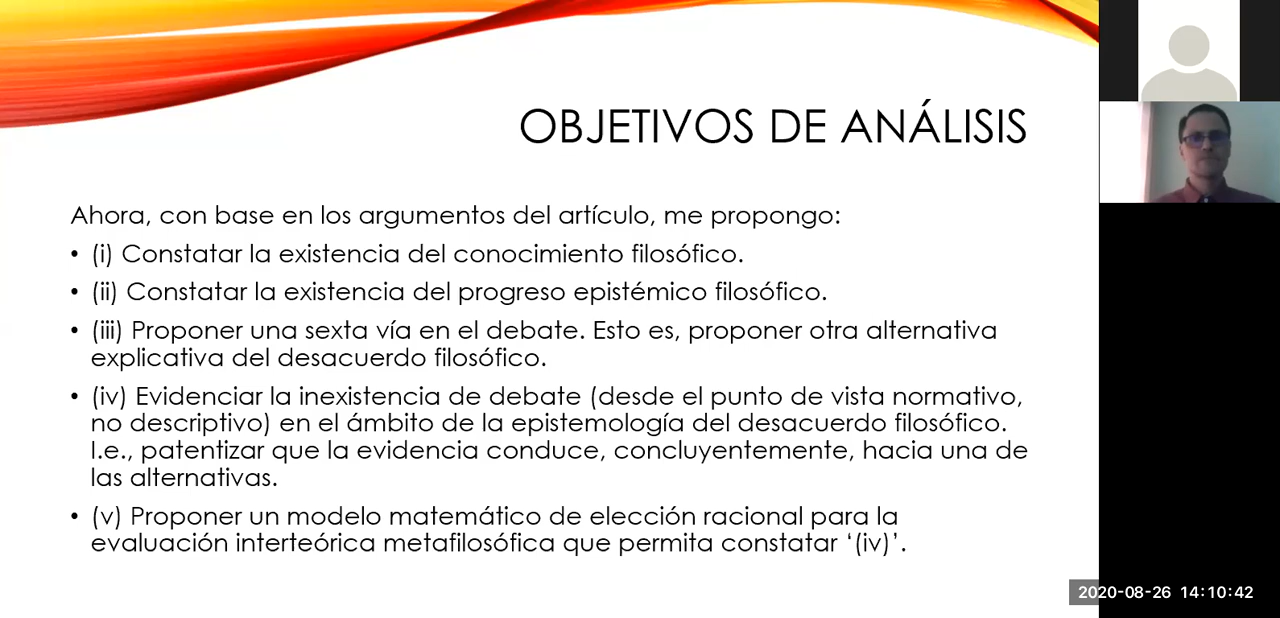 OBJETIVOS DE ANÁLISIS
Ahora, con base en los argumentos del artículo, me propongo:
• (i) Constatar la existencia del conocimiento filosófico.
• (ii) Constatar la existencia del progreso epistémico filosófico.
• (iii) Proponer una sexta vía en el debate. Esto es, proponer otra alternativa
explicativa del desacuerdo filosófico.
• (iv) Evidenciar la inexistencia de debate (desde el punto de vista normativo,
no descriptivo) en el ámbito de la epistemología del desacuerdo filosófico.
I.e., patentizar que la evidencia conduce, concluyentemente, hacia una de
las alternativas.
• (v) Proponer un modelo matemático de elección racional para la
evaluación interteórica metafilosófica que permita constatar ‘(iv)’.
2020-08-26 14:10:42